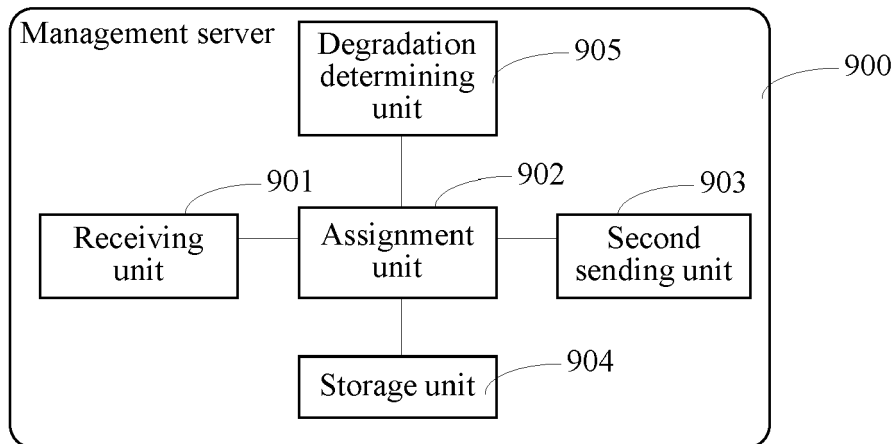 Management server
Degradation
determining
unit
905
900
901
902
903
Receiving
unit
Assignment
unit
Second
sending unit
Storage unit
904